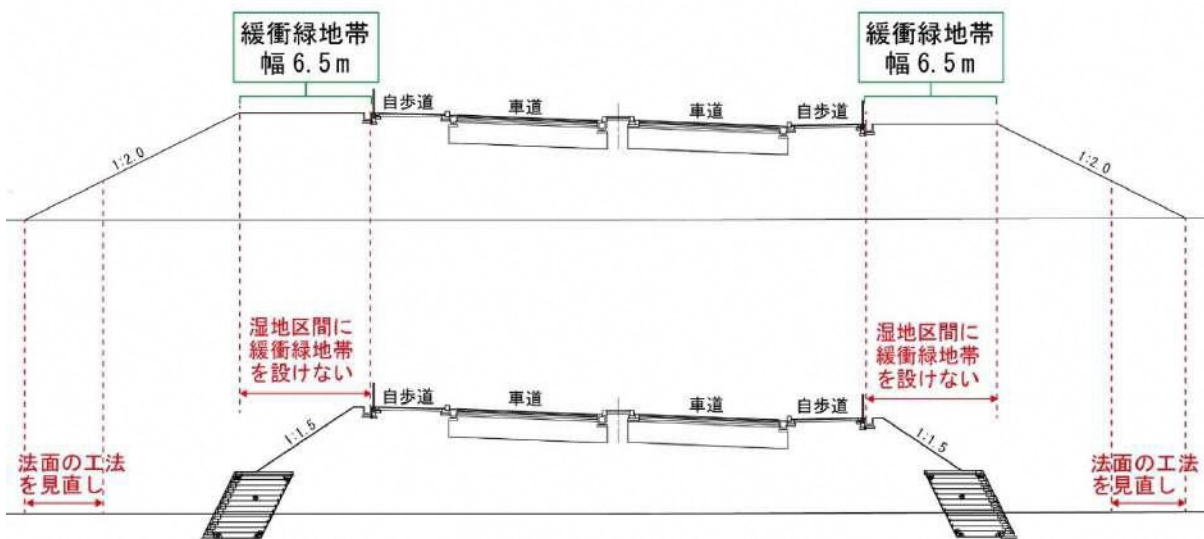 緩衝緑地帯
幅 6.5m
緩衝緑地帯
幅 6.5m
自歩道
車道
車道
自歩道
1:2.0
1:2.0
湿地区間に
緩衝緑地帯
を設けない
湿地区間に
緩衝緑地帯
を設けない
自歩道
車道
車道
自歩道
1:1.5
1:1.5
法面の工法
を見直し
法面の工法
を見直し